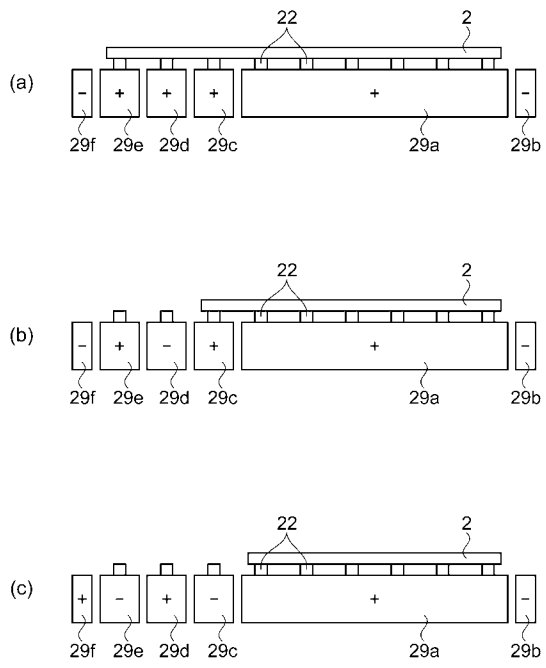 22 2
(a) - + + + + -
29f 29e 29d 29c 29a 29b
22 2
(b) - + - + + -
29f 29e 29d 29c 29a 29b
22 2
(c) + - + - + -
29f 29e 29d 29c 29a 29b